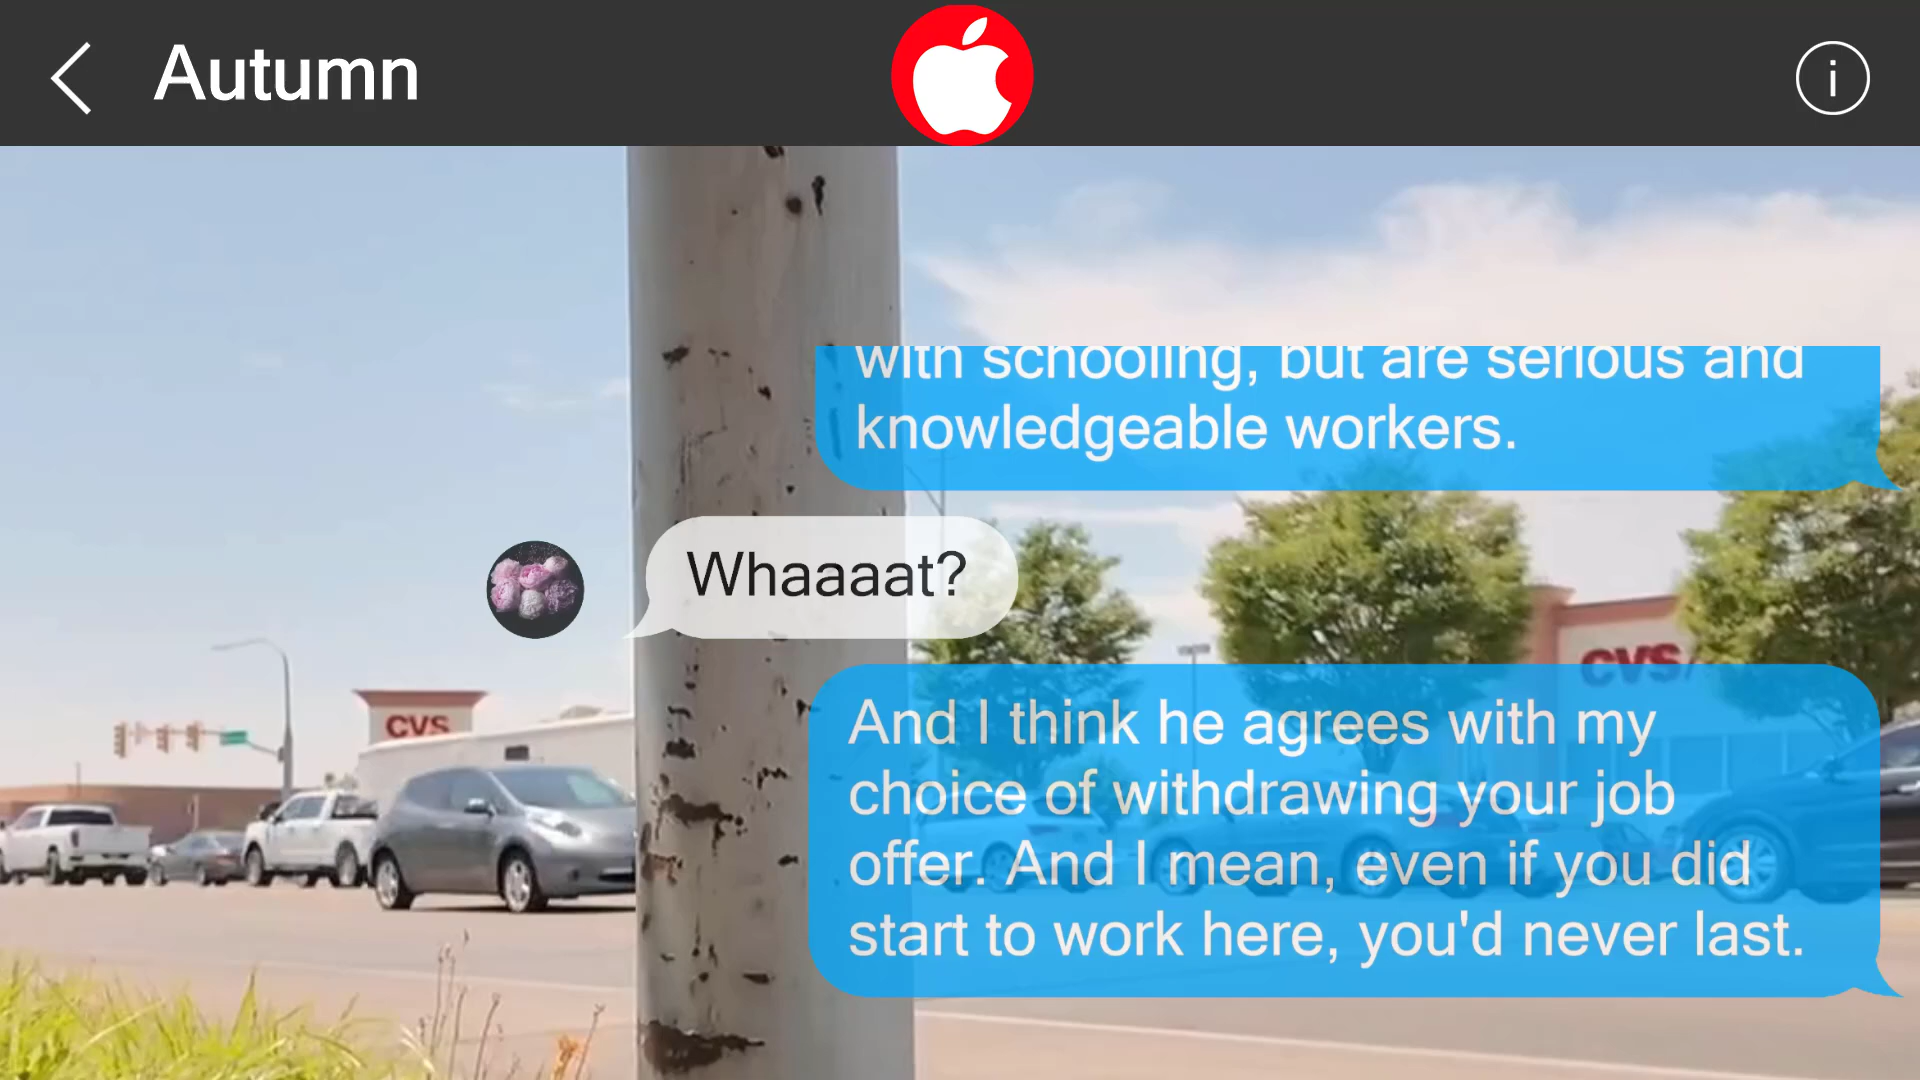 Autumn
with schooling, but are serious and
knowledgeable workers.
Whaaaat?
CVS
CVS
And I think he agrees with my
choice of withdrawing your job
offer. And I mean, even if you did
start to work here, you'd never last.